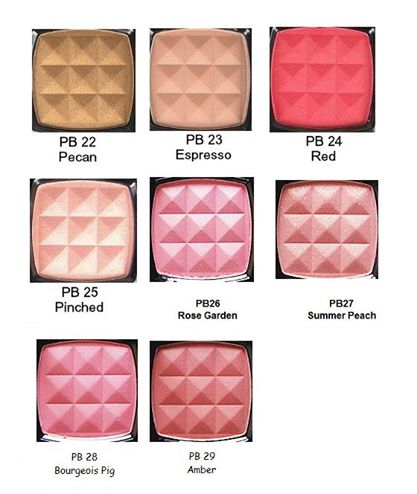 PB 22
Pecan
PB 23
Espresso
PB 24
Red
PB 25
Pinched
PB26
Rose Garden
PB27
Summer Peach
PB 28
Bourgeois Pig
PB 29
Amber